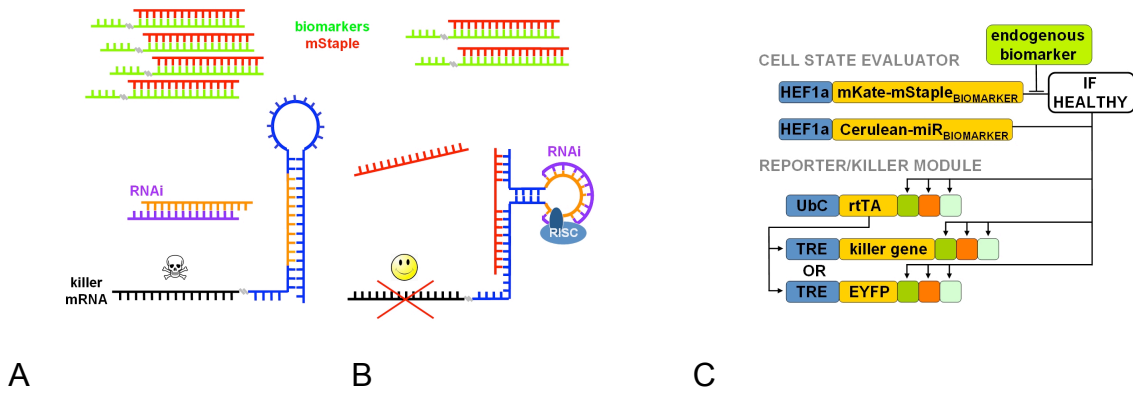 biomarkers
mStaple
RNAi
killer
mRNA
A
RNAi
RISC
B
endogenous
biomarker
CELL STATE EVALUATOR
HEF1a mKate-mStapleBIOMARKER
IF
HEALTHY
HEF1a Cerulean-miRBIOMARKER
REPORTER/KILLER MODULE
UbC rtTA
TRE killer gene
OR
TRE EYFP
C